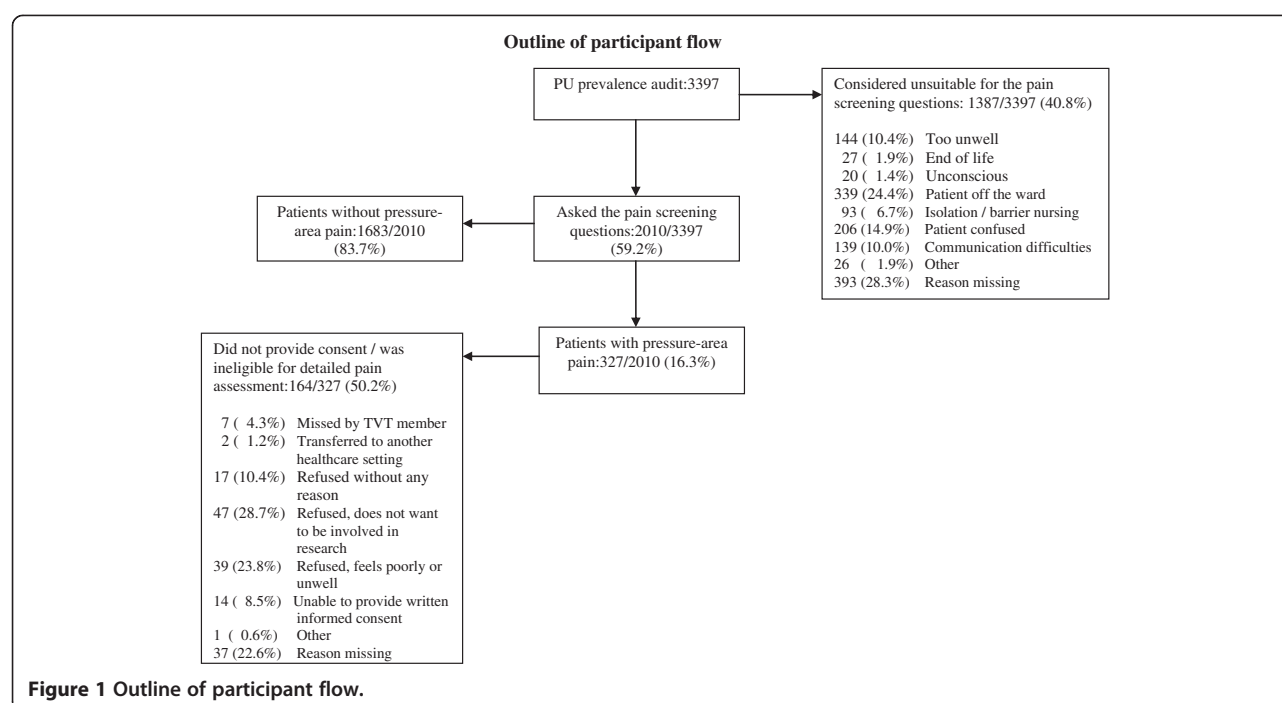 Outline of participant flow
PU prevalence audit:3397
Considered unsuitable for the pain
screening questions: 1387/3397 (40.8%)
144 (10.4%) Too unwell
27 ( 1.9%) End of life
20 ( 1.4%) Unconscious
339 (24.4%) Patient off the ward
93 ( 6.7%) Isolation / barrier nursing
206 (14.9%) Patient confused
139 (10.0%) Communication difficulties
26 ( 1.9%) Other
393 (28.3%) Reason missing
Patients without pressure-
area pain:1683/2010
(83.7%)
Asked the pain screening
questions:2010/3397
(59.2%)
Patients with pressure-area
pain:327/2010 (16.3%)
Did not provide consent / was
ineligible for detailed pain
assessment:164/327 (50.2%)
7 ( 4.3%) Missed by TVT member
2 ( 1.2%) Transferred to another
healthcare setting
17 (10.4%) Refused without any
reason
47 (28.7%) Refused, does not want
to be involved in
research
39 (23.8%) Refused, feels poorly or
unwell
14 ( 8.5%) Unable to provide written
informed consent
1 ( 0.6%) Other
37 (22.6%) Reason missing
Figure 1 Outline of participant flow.